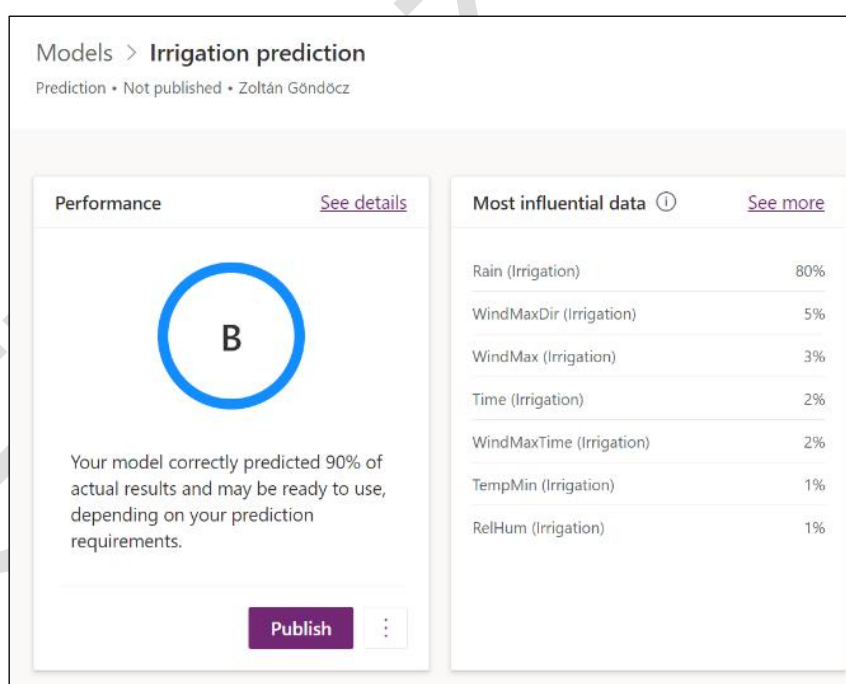 Models > Irrigation prediction
Prediction • Not published • Zoltán Göndöcz
Performance
See details
B
Your model correctly predicted 90% of
actual results and may be ready to use,
depending on your prediction
requirements.
Publish
Most influential data
See more
Rain (Irrigation) 80%
WindMaxDir (Irrigation) 5%
WindMax (Irrigation) 3%
Time (Irrigation) 2%
WindMaxTime (Irrigation) 2%
TempMin (Irrigation) 1%
RelHum (Irrigation) 1%